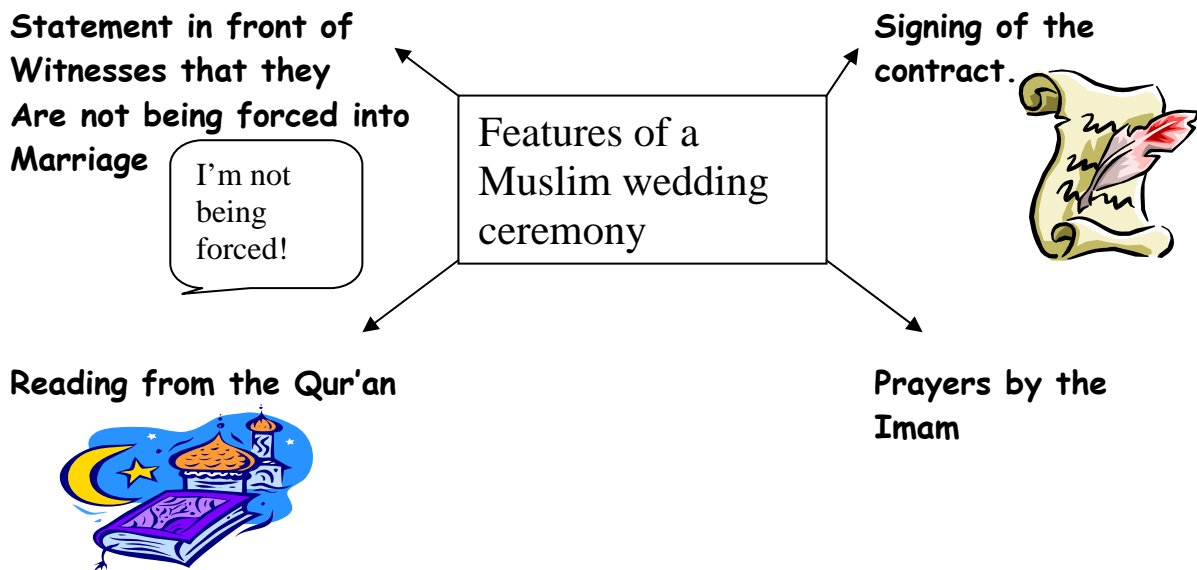 Statement in front of
Witnesses that they
Are not being forced into
Marriage
I'm not
being
forced!
Features of a
Muslim wedding
ceremony
Signing of the
contract.
Reading from the Qur'an
Prayers by the
Imam